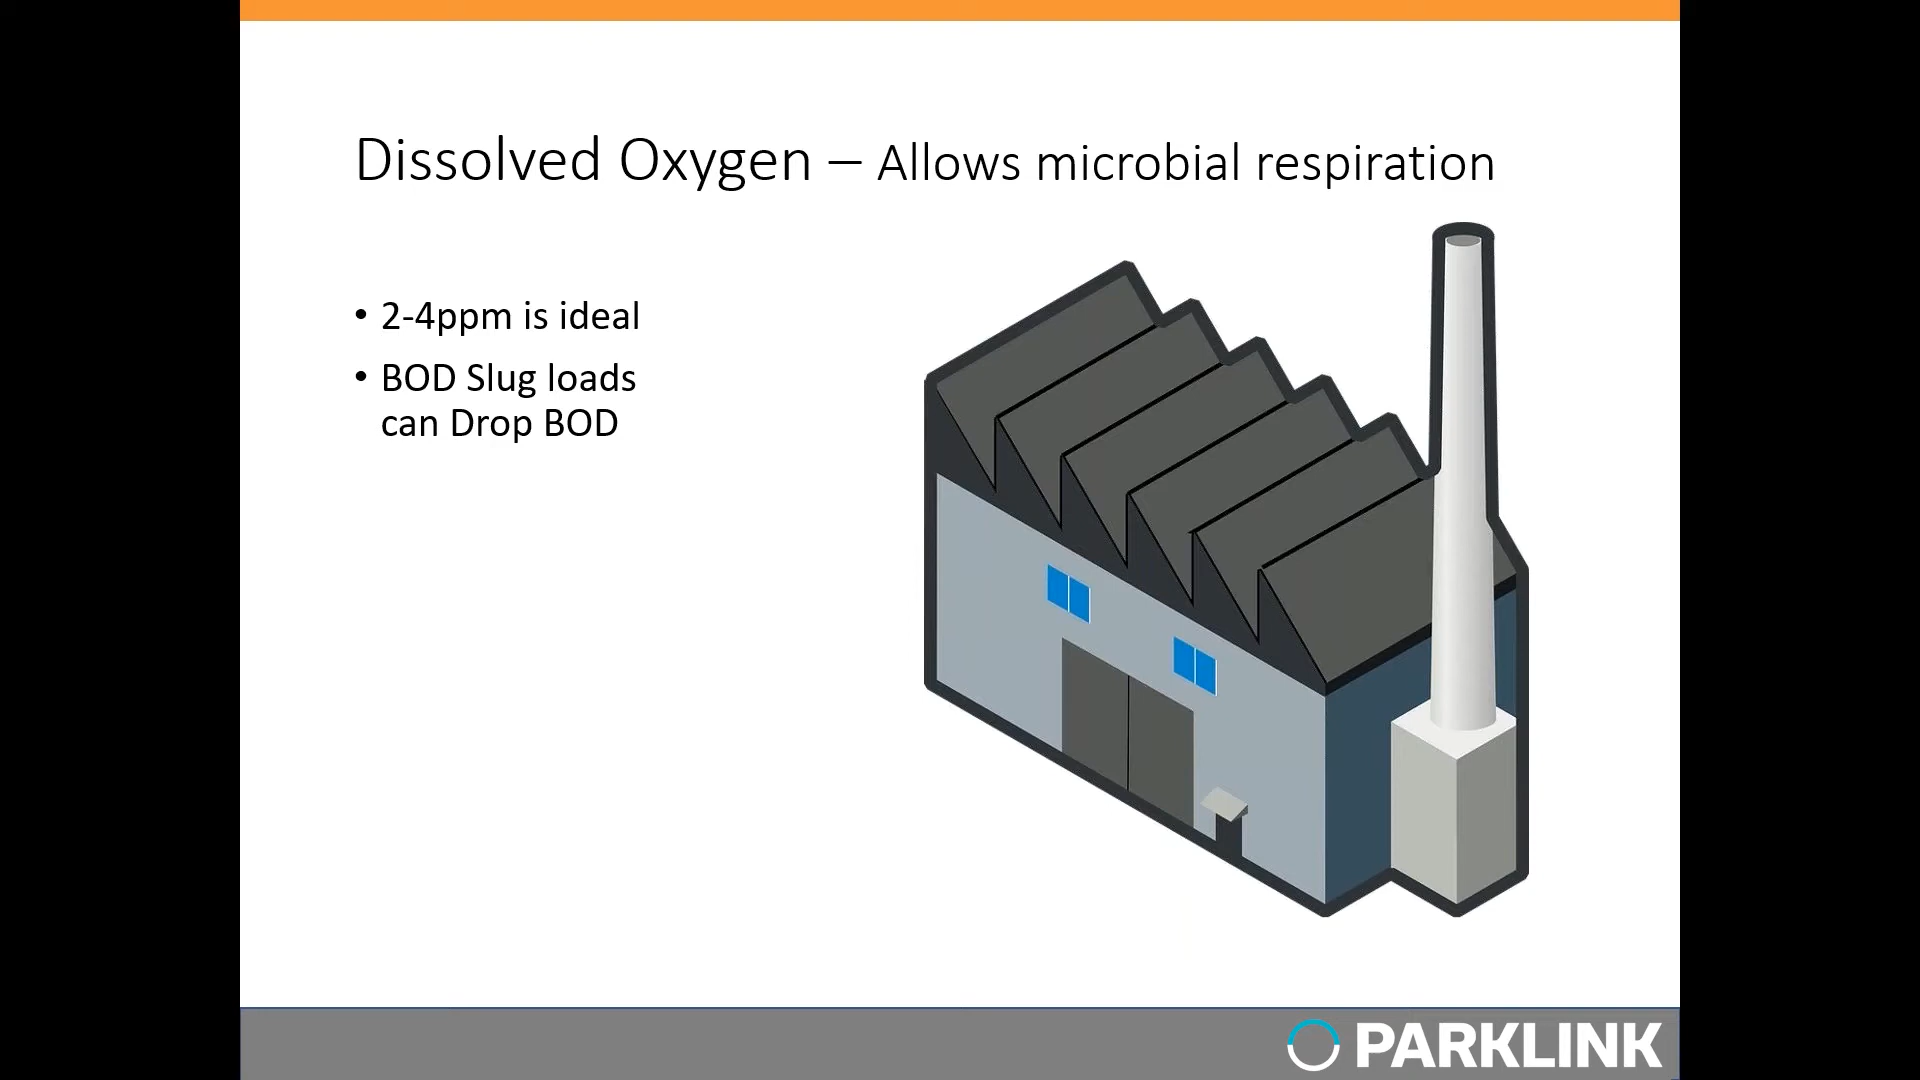 Dissolved Oxygen – Allows microbial respiration
• 2-4ppm is ideal
• BOD Slug loads
can Drop BOD
PARKLINK